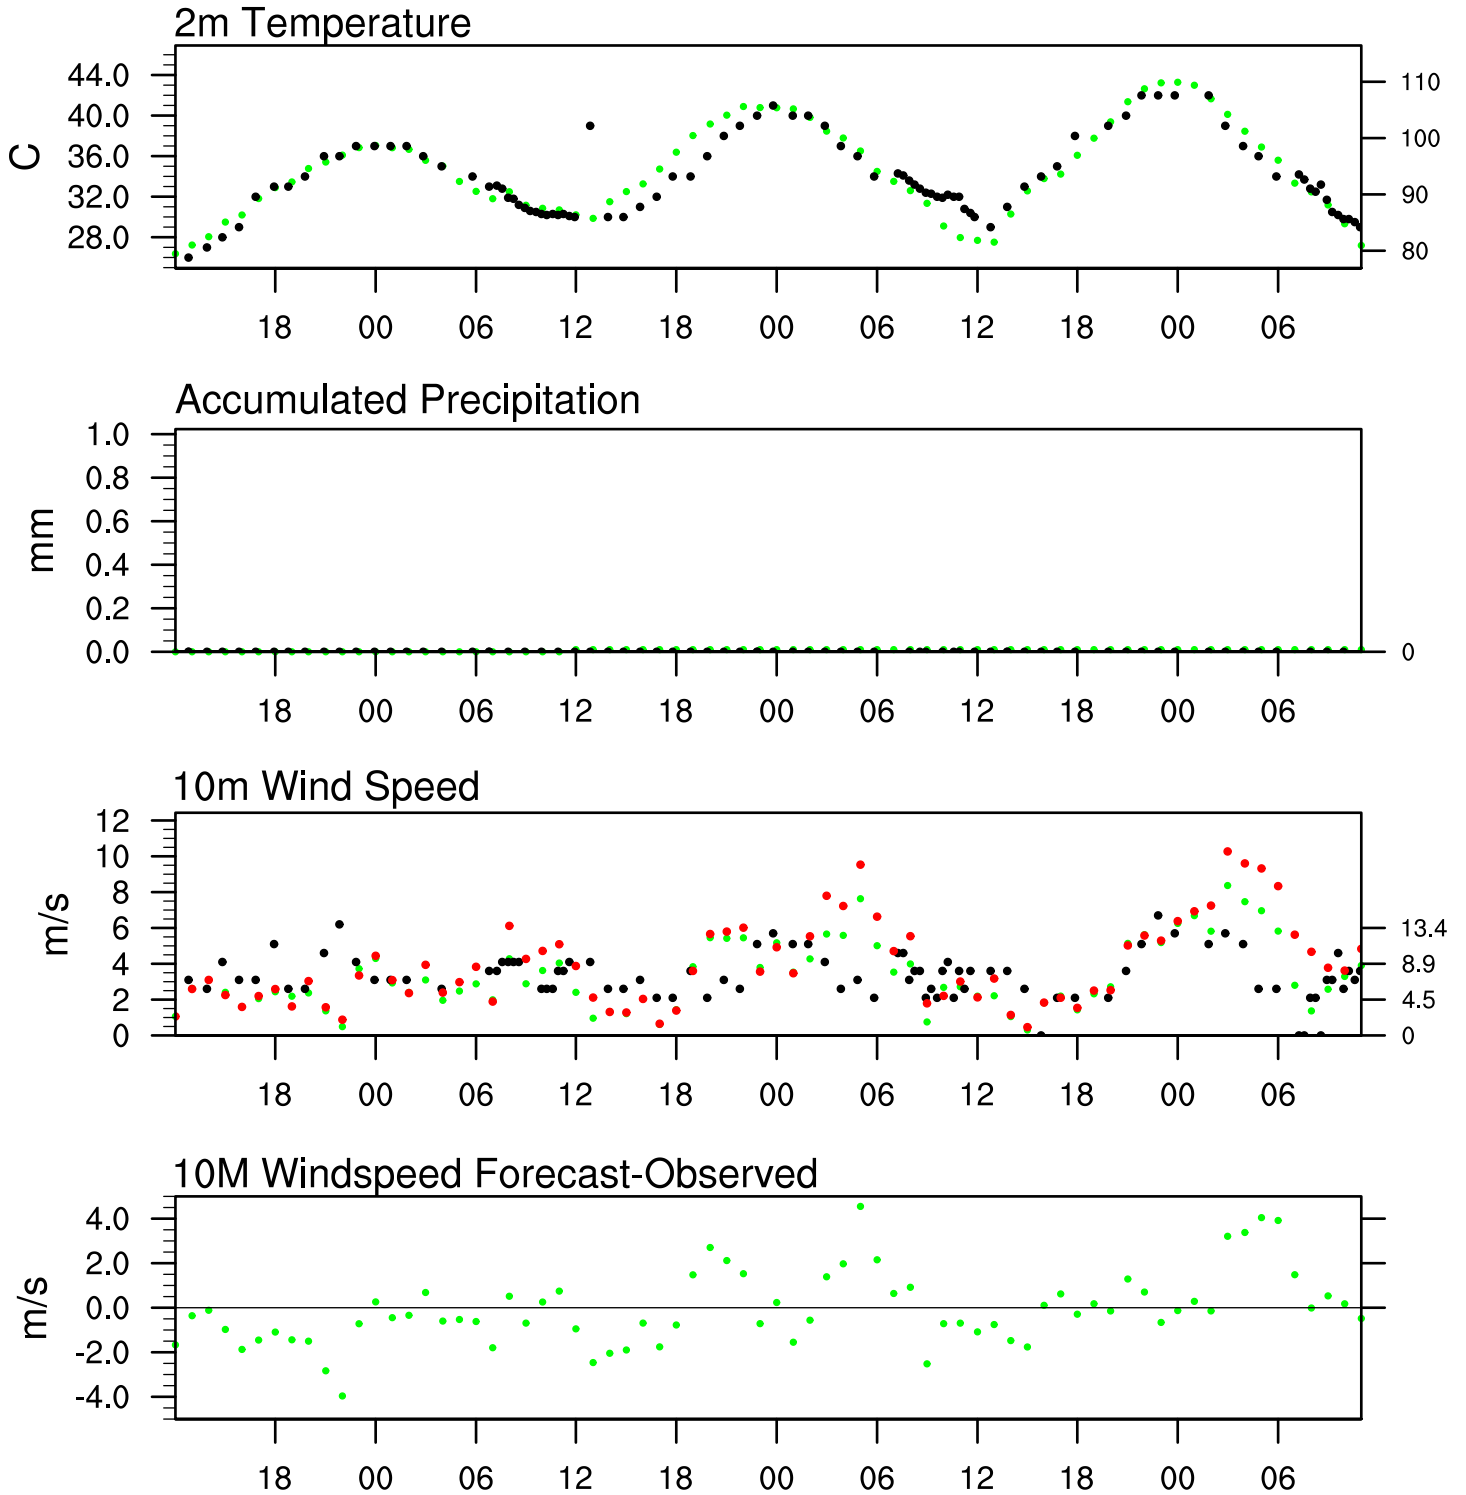 2m Temperature
C
44.0
40.0
36.0
32.0
28.0
110
100
90
80
18 00 06 12 18 00 06 12 18 00 06
Accumulated Precipitation
mm
1.0
0.8
0.6
0.4
0.2
0.0
0
18 00 06 12 18 00 06 12 18 00 06
10m Wind Speed
m/s
12
10
8
6
4
2
0
13.4
8.9
4.5
0
18 00 06 12 18 00 06 12 18 00 06
10M Windspeed Forecast-Observed
m/s
4.0
2.0
0.0
-2.0
-4.0
18 00 06 12 18 00 06 12 18 00 06